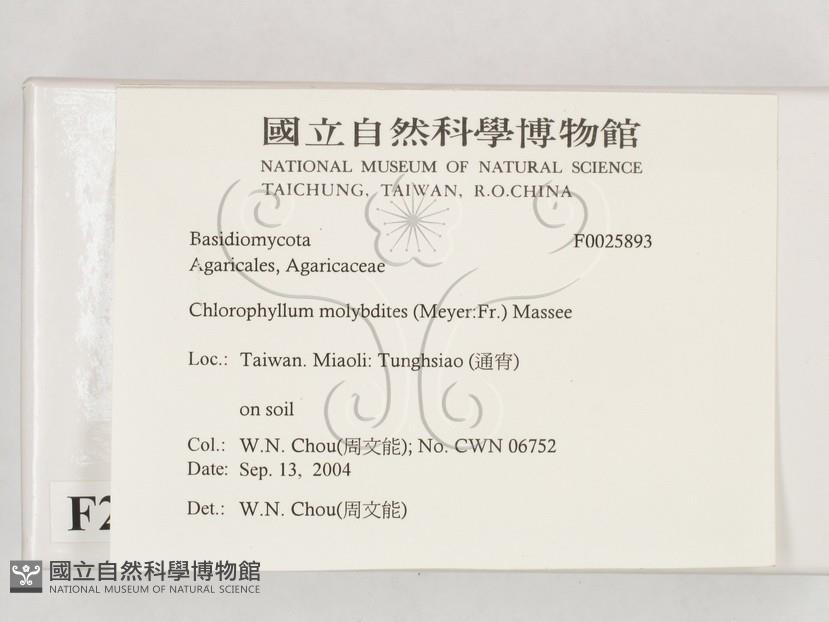 國立自然科學博物館
NATIONAL MUSEUM OF NATURAL SCIENCE
TAICHUNG, TAIWAN, R.O.CHINA
Basidiomycota F0025893
Agaricales, Agaricaceae
Chlorophyllum molybdites (Meyer:Fr.) Massee
Loc.: Taiwan. Miaoli: Tunghsiao (通宵)
on soil
Col.: W.N. Chou(周文能); No. CWN 06752
Date: Sep. 13, 2004
Det.: W.N. Chou(周文能)
F2
國立自然科學博物館
NATIONAL MUSEUM OF NATURAL SCIENCE